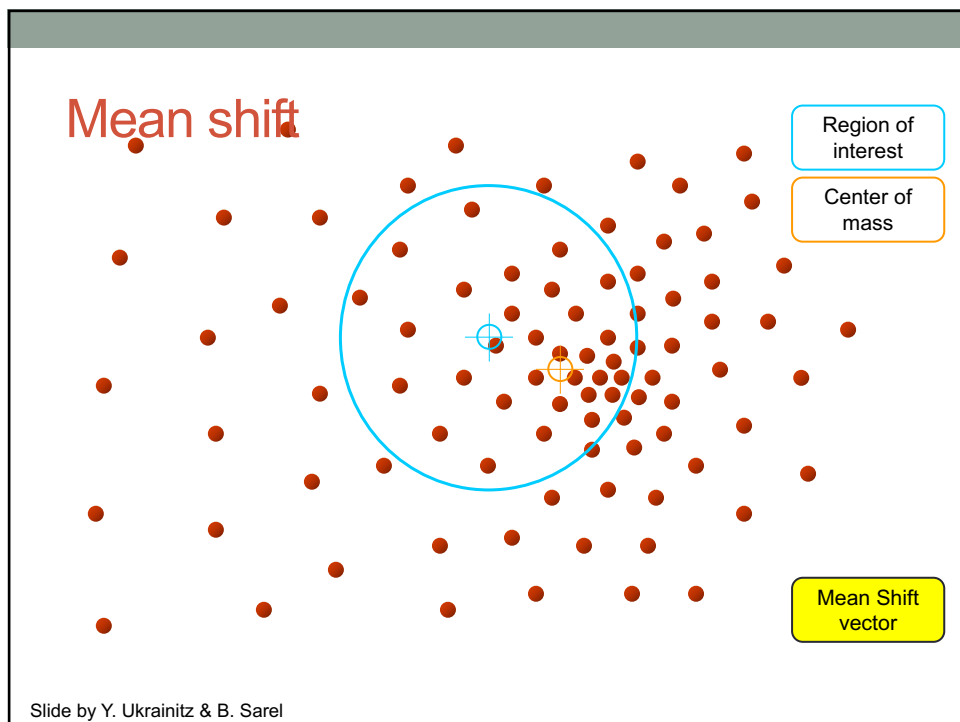 Mean shift
Region of
interest
Center of
mass
Mean Shift
vector
Slide by Y. Ukrainitz & B. Sarel